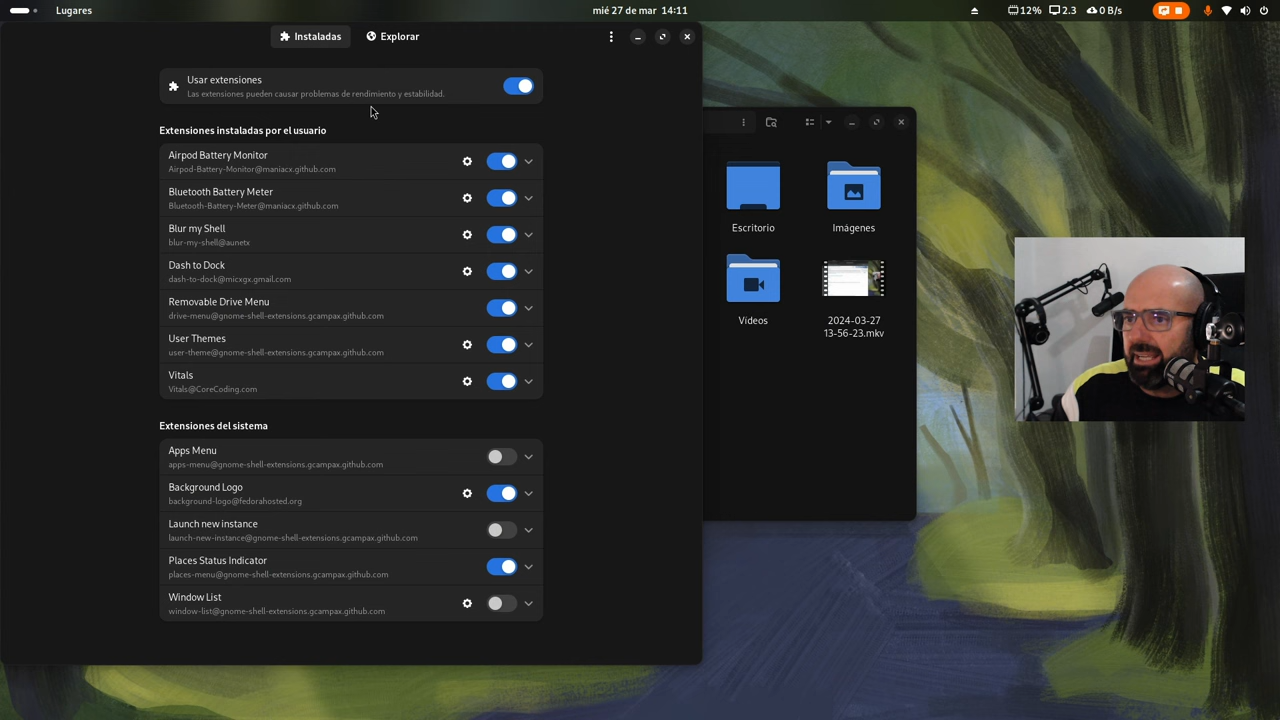 Lugares
mié 27 de mar 14:11
12%
2.3
0 B/s
Instaladas
Explorar
Usar extensiones
Las extensiones pueden causar problemas de rendimiento y estabilidad.
Extensiones instaladas por el usuario
Airpod Battery Monitor
Airpod-Battery-Monitor@maniacx.github.com
Bluetooth Battery Meter
Bluetooth-Battery-Meter@maniacx.github.com
Blur my Shell
blur-my-shell@aunetx
Dash to Dock
dash-to-dock@micxgx.gmail.com
Removable Drive Menu
drive-menu@gnome-shell-extensions.gcampax.github.com
User Themes
user-theme@gnome-shell-extensions.gcampax.github.com
Vitals
Vitals@CoreCoding.com
Extensiones del sistema
Apps Menu
apps-menu@gnome-shell-extensions.gcampax.github.com
Background Logo
background-logo@fedorahosted.org
Launch new instance
launch-new-instance@gnome-shell-extensions.gcampax.github.com
Places Status Indicator
places-menu@gnome-shell-extensions.gcampax.github.com
Window List
window-list@gnome-shell-extensions.gcampax.github.com
Escritorio
Imágenes
Vídeos
2024-03-27
13-56-23.mkv